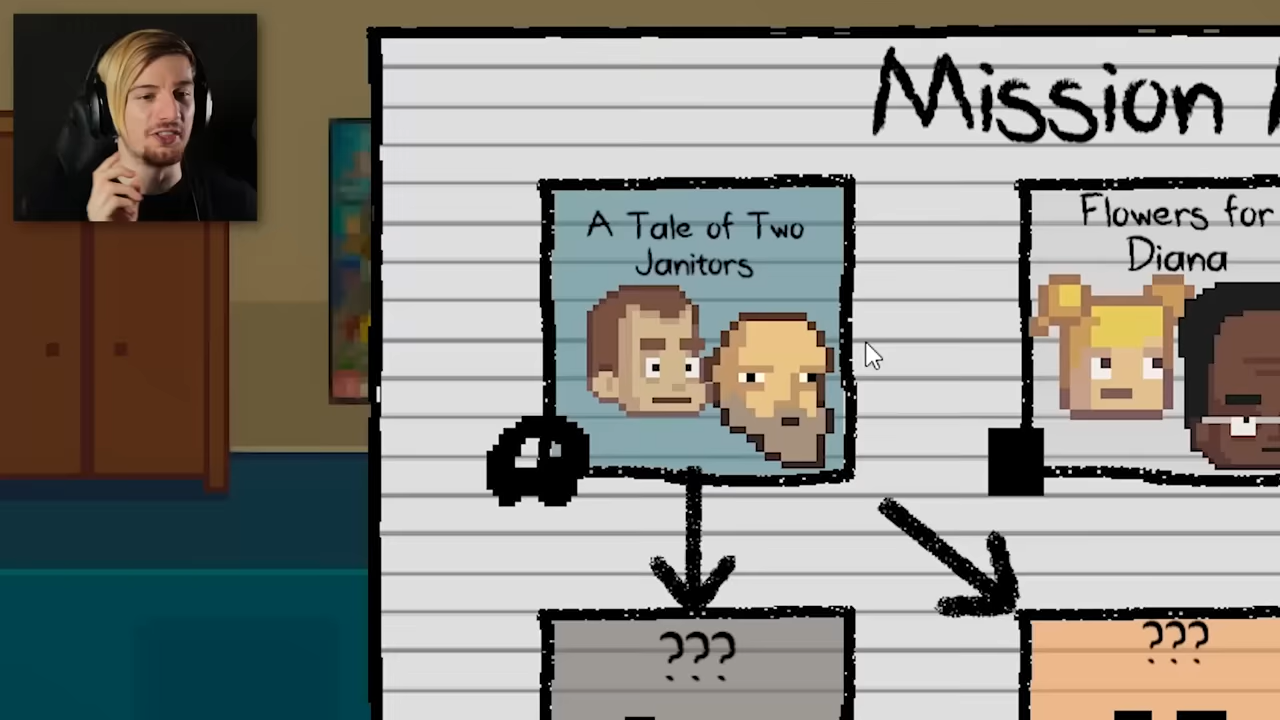 Mission
A Tale of Two
Janitors
Flowers for
Diana
???
???